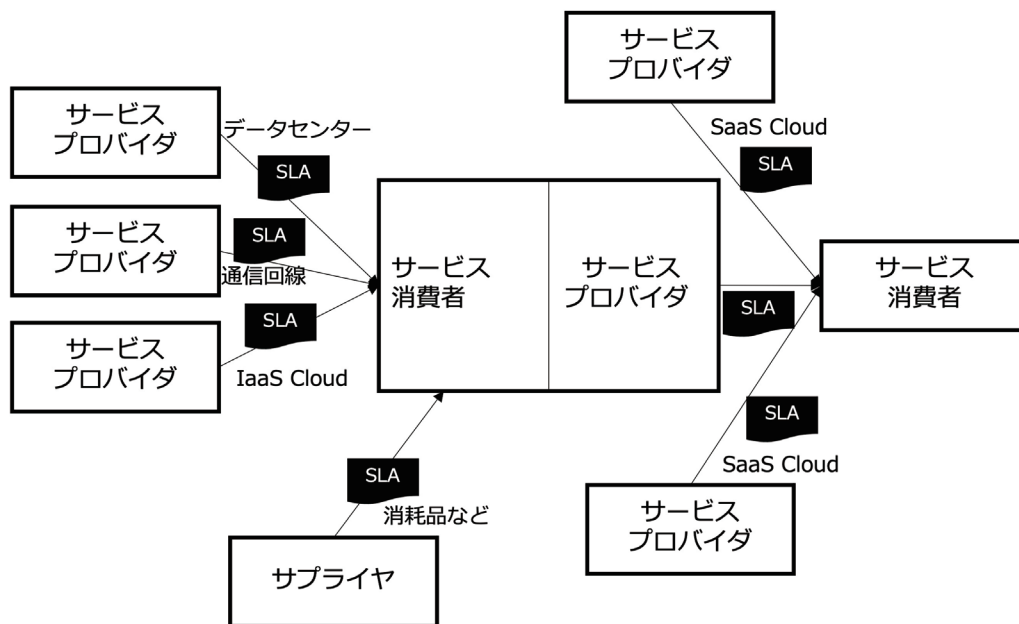 サービス
プロバイダ
データセンター
SLA
サービス
プロバイダ
SLA
通信回線
サービス
プロバイダ
SLA
IaaS Cloud
サービス
消費者
サービス
プロバイダ
SLA
消耗品など
サプライヤ
サービス
プロバイダ
SaaS Cloud
SLA
SLA
サービス
消費者
SLA
SaaS Cloud
サービス
プロバイダ